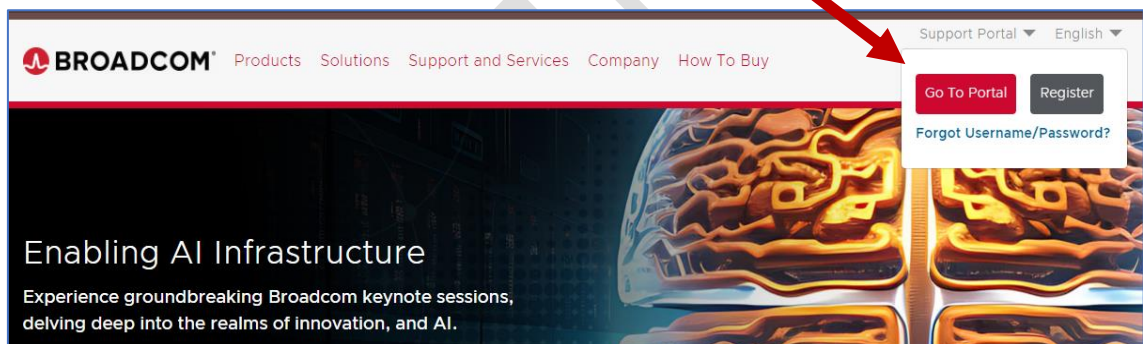 Support Portal English
BROADCOM®
Products Solutions Support and Services Company How To Buy
Go To Portal Register
Forgot Username/Password?
Enabling AI Infrastructure
Experience groundbreaking Broadcom keynote sessions,
delving deep into the realms of innovation, and AI.